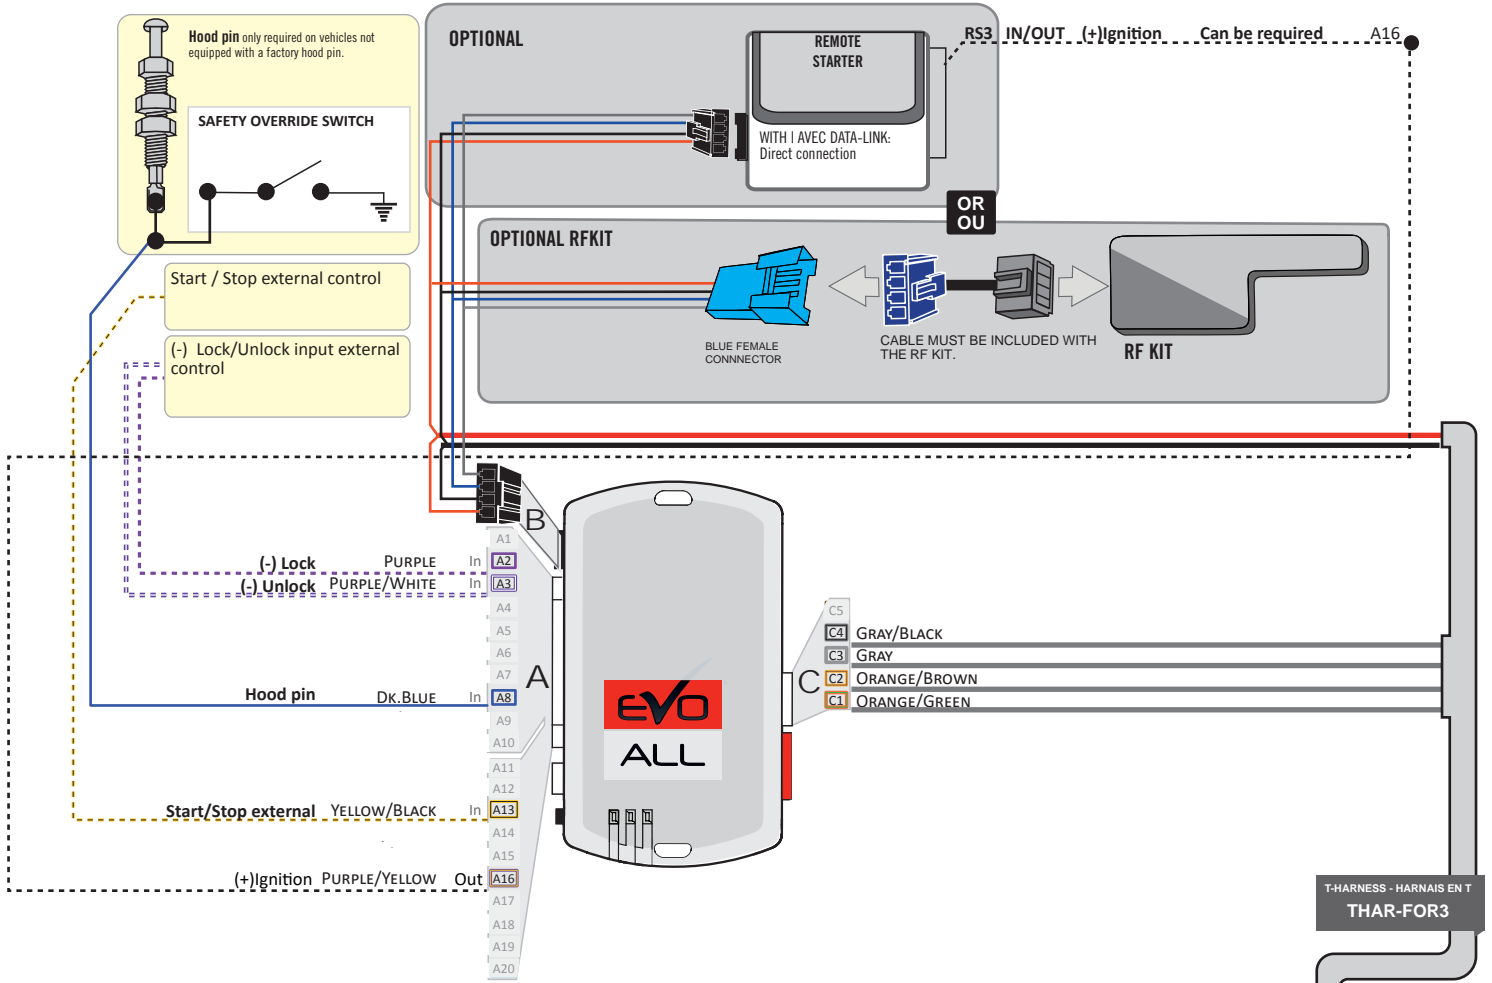 Hood pin only required on vehicles not
equipped with a factory hood pin.
SAFETY OVERRIDE SWITCH
OPTIONAL
REMOTE
STARTER
WITH | AVEC DATA-LINK:
Direct connection
RS3 IN/OUT (+)Ignition Can be required A16
OR
OU
OPTIONAL RFKIT
BLUE FEMALE
CONNNECTOR
CABLE MUST BE INCLUDED WITH
THE RF KIT.
RF KIT
Start / Stop external control
(-) Lock/Unlock input external
control
B
A1
(-) Lock PURPLE In A2
(-) Unlock PURPLE/WHITE In A3
A4
A5
A6
A7
A
Hood pin DK.BLUE In A8
A9
A10
A11
A12
Start/Stop external YELLOW/BLACK In A13
A14
A15
(+)Ignition PURPLE/YELLOW Out A16
A17
A18
A19
A20
EVO
ALL
C
C5
C4 GRAY/BLACK
C3 GRAY
C2 ORANGE/BROWN
C1 ORANGE/GREEN
T-HARNESS - HARNAIS EN T
THAR-FOR3